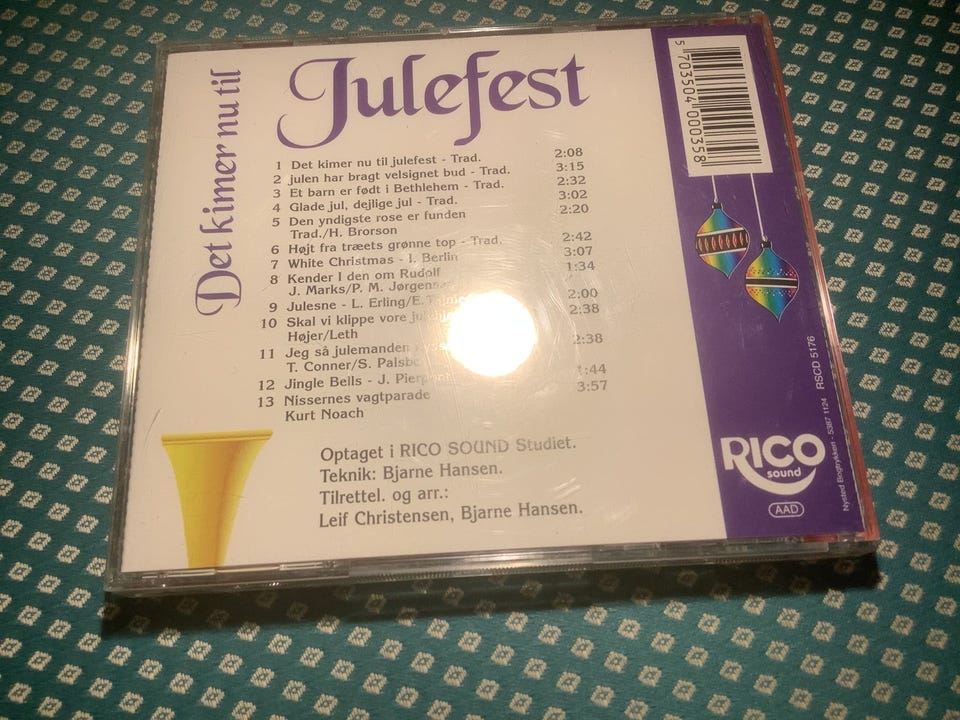 Det kimer nu til
Julefest
1 Det kimer nu til julefest - Trad. 2:08
2 julen har bragt velsignet bud - Trad. 3:15
3 Et barn er født i Bethlehem - Trad. 2:32
4 Glade jul, dejlige jul - Trad. 3:02
5 Den yndigste rose er funden 2:20
Trad./H. Brorson
6 Højt fra træets grønne top - Trad. 2:42
7 White Christmas - I. Berlin 3:07
8 Kender I den om Rudolf 1:34
J. Marks/P. M.
9 Julesne - L. 2:00
10 Skal vi klippe vore 2:38
Højer/Leth
11 Jeg så julemanden 2:38
T. Conner/S.
12 Jingle Bells - J. 1:44
13 Nissernes vagtparade 3:57
Kurt Noach
Optaget i RICO SOUND Studiet.
Teknik: Bjarne Hansen.
Tilrettel. og arr.:
Leif Christensen, Bjarne Hansen.
5 703504 000358
RICO
sound
AAD
Nysted Bogtrykkeri - 5387 1124 RSCD 5176